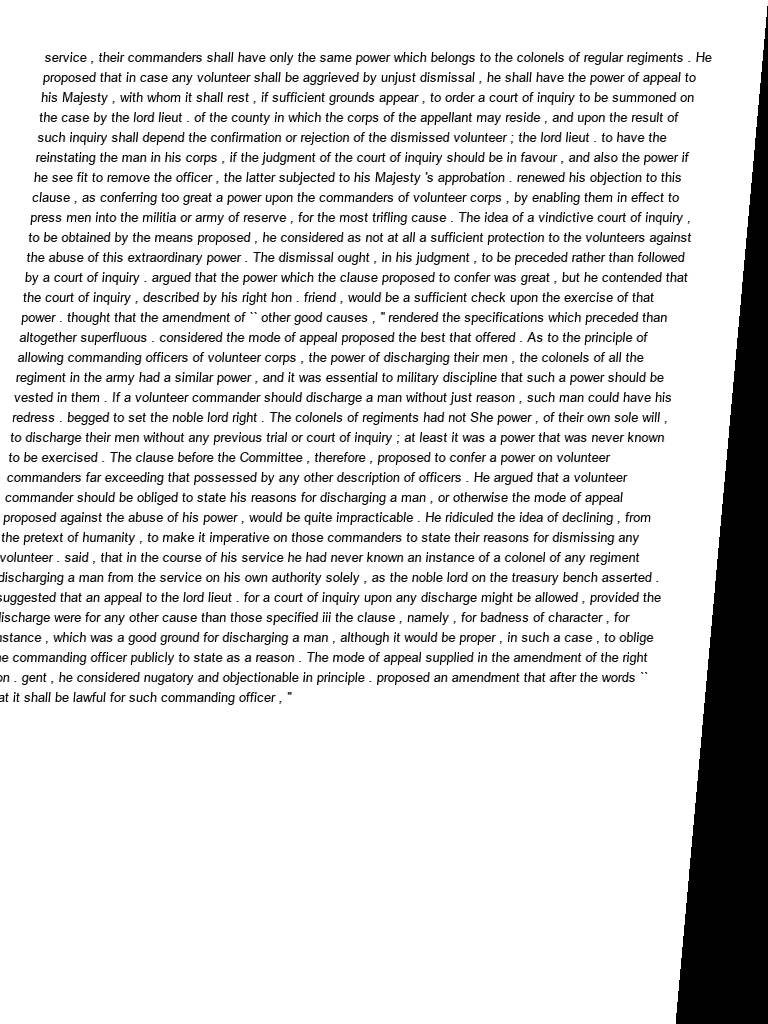 service , their commanders shall have only the same power which belongs to the colonels of regular regiments . He
proposed that in case any volunteer shall be aggrieved by unjust dismissal , he shall have the power of appeal to
his Majesty , with whom it shall rest , if sufficient grounds appear , to order a court of inquiry to be summoned on
the case by the lord lieut . of the county in which the corps of the appellant may reside , and upon the result of
such inquiry shall depend the confirmation or rejection of the dismissed volunteer ; the lord lieut . to have the
reinstating the man in his corps , if the judgment of the court of inquiry should be in favour , and also the power if
he see fit to remove the officer , the latter subjected to his Majesty 's approbation . renewed his objection to this
clause , as conferring too great a power upon the commanders of volunteer corps , by enabling them in effect to
press men into the militia or army of reserve , for the most trifling cause . The idea of a vindictive court of inquiry ,
to be obtained by the means proposed , he considered as not at all a sufficient protection to the volunteers against
the abuse of this extraordinary power . The dismissal ought , in his judgment , to be preceded rather than followed
by a court of inquiry . argued that the power which the clause proposed to confer was great , but he contended that
the court of inquiry , described by his right hon . friend , would be a sufficient check upon the exercise of that
power . thought that the amendment of `` other good causes , " rendered the specifications which preceded than
altogether superfluous . considered the mode of appeal proposed the best that offered . As to the principle of
allowing commanding officers of volunteer corps , the power of discharging their men , the colonels of all the
regiment in the army had a similar power , and it was essential to military discipline that such a power should be
vested in them . If a volunteer commander should discharge a man without just reason , such man could have his
redress . begged to set the noble lord right . The colonels of regiments had not She power , of their own sole will ,
to discharge their men without any previous trial or court of inquiry ; at least it was a power that was never known
to be exercised . The clause before the Committee , therefore , proposed to confer a power on volunteer
commanders far exceeding that possessed by any other description of officers . He argued that a volunteer
commander should be obliged to state his reasons for discharging a man , or otherwise the mode of appeal
proposed against the abuse of his power , would be quite impracticable . He ridiculed the idea of declining , from
the pretext of humanity , to make it imperative on those commanders to state their reasons for dismissing any
volunteer . said , that in the course of his service he had never known an instance of a colonel of any regiment
discharging a man from the service on his own authority solely , as the noble lord on the treasury bench asserted .
suggested that an appeal to the lord lieut . for a court of inquiry upon any discharge might be allowed , provided the
discharge were for any other cause than those specified iii the clause , namely , for badness of character , for
, which was a good ground for discharging a man , although it would be proper , in such a case , to oblige
commanding officer publicly to state as a reason . The mode of appeal supplied in the amendment of the right
. gent , he considered nugatory and objectionable in principle . proposed an amendment that after the words ``
it shall be lawful for such commanding officer , "